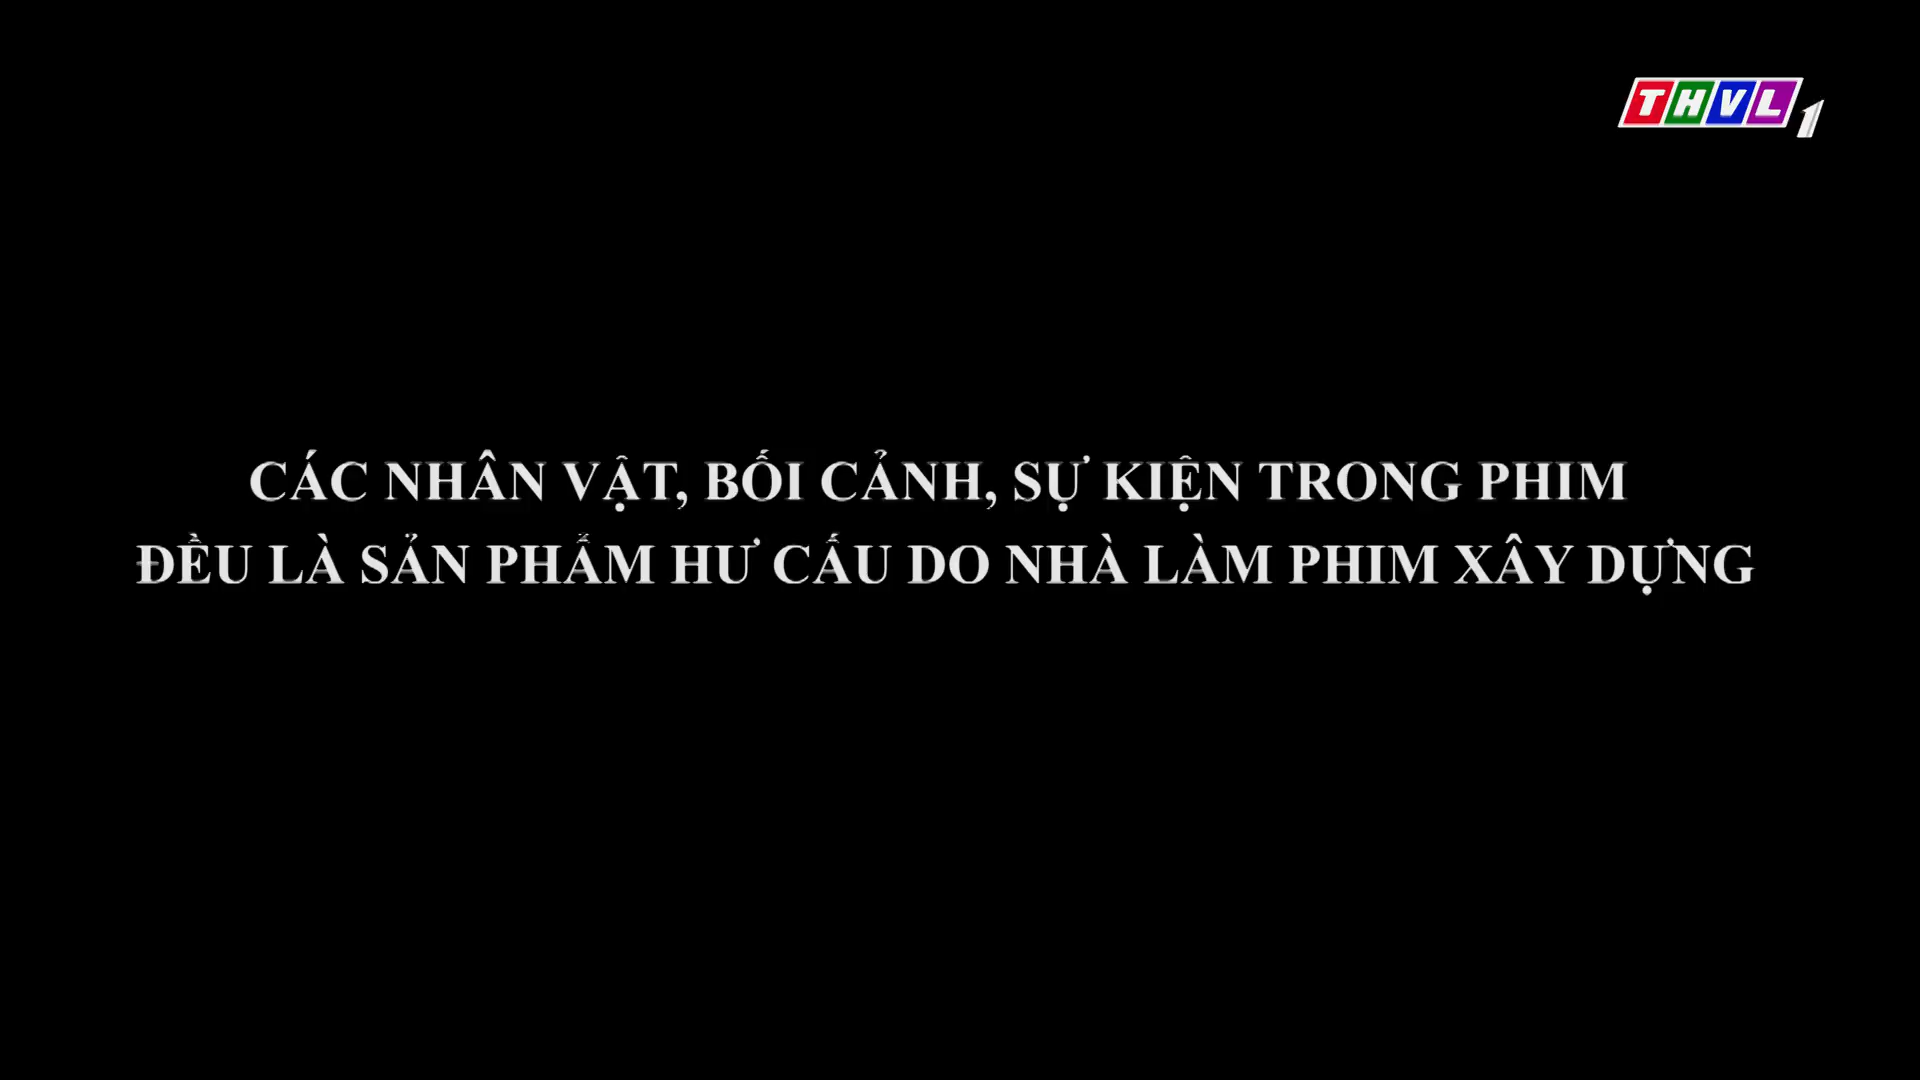 THVL1
CÁC NHÂN VẬT, BỐI CẢNH, SỰ KIỆN TRONG PHIM
ĐỀU LÀ SẢN PHẨM HƯ CẤU DO NHÀ LÀM PHIM XÂY DỰNG